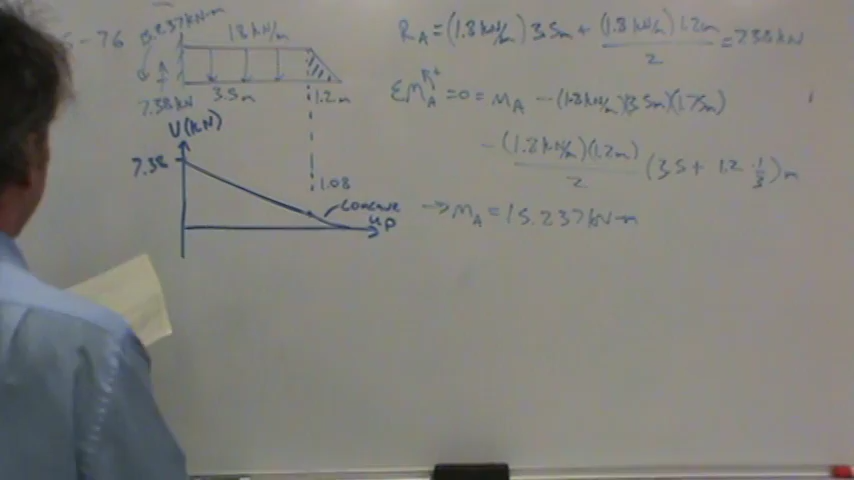 6-76
15.237 kN-m
1.8 kN/m
A
7.38 kN 3.5m 1.2m
V(kN)
7.38
1.08
concave
up
R_A = (1.8 kN/m) 3.5m + (1.8 kN/m) 1.2m / 2 = 7.38 kN
ΣM_A = 0 = M_A - (1.8 kN/m)(3.5m)(1.75m)
- (1.8 kN/m)(1.2m) / 2 (3.5 + 1.2 · 1/3) m
→ M_A = 15.237 kN-m